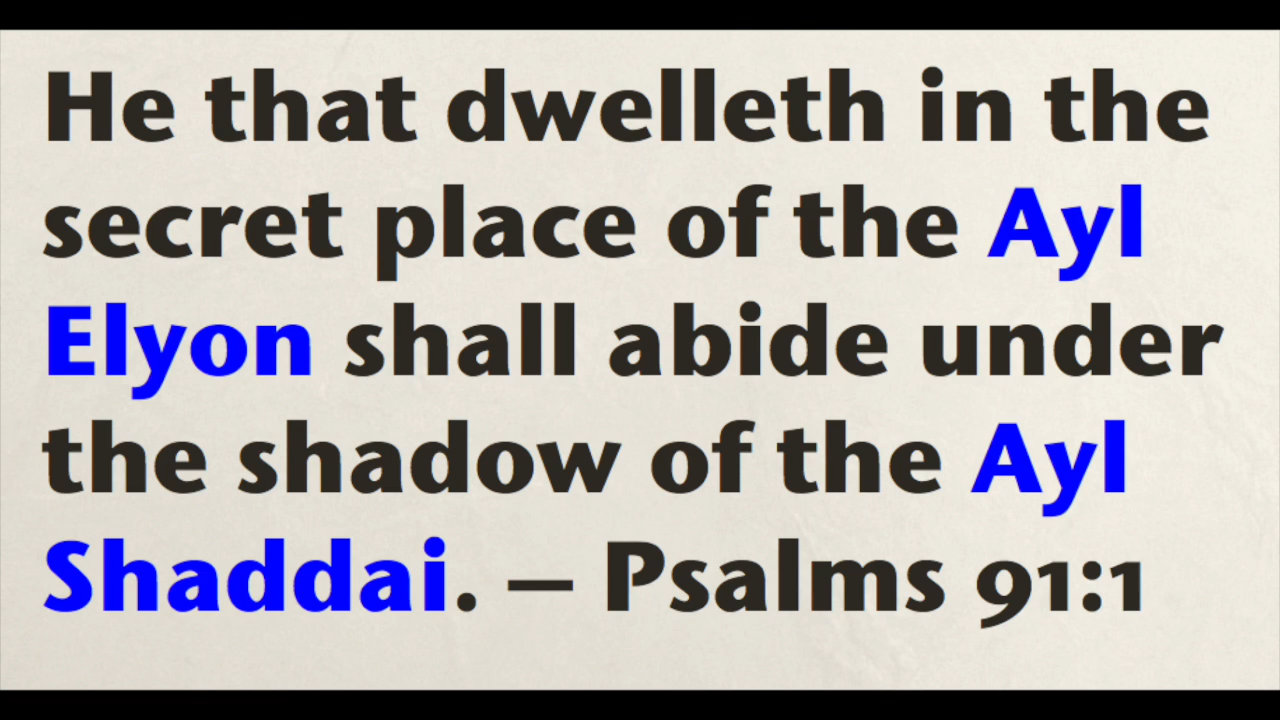 He that dwelleth in the
secret place of the Ayl
Elyon shall abide under
the shadow of the Ayl
Shaddai. – Psalms 91:1